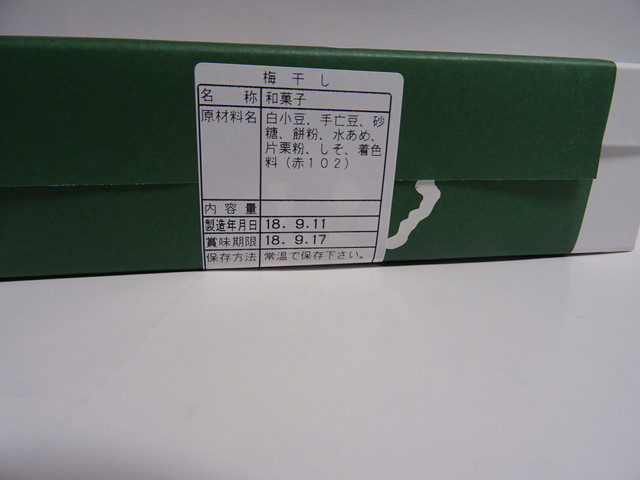 梅干し
名称 和菓子
原材料名 白小豆、手亡豆、砂
糖、餅粉、水あめ、
片栗粉、しそ、着色
料(赤102)
内容量
製造年月日 18. 9.11
賞味期限 18. 9.17
保存方法 常温で保存下さい。